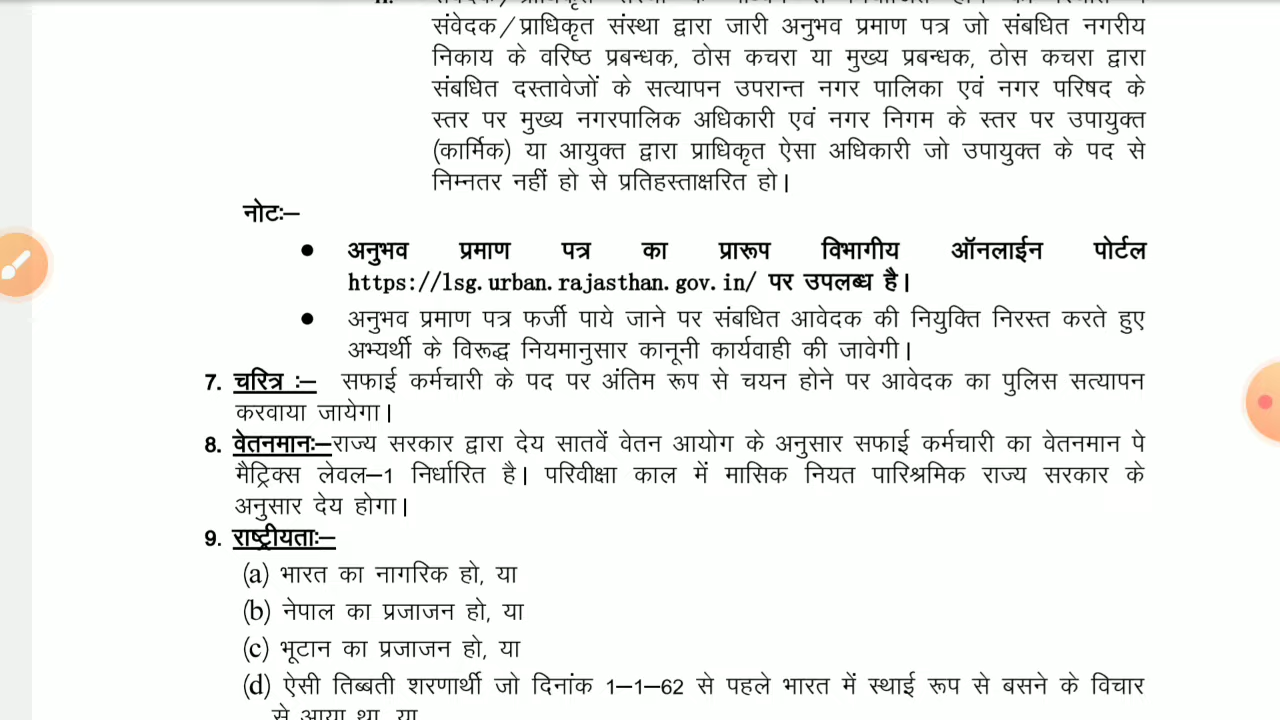 संवेदक/प्राधिकृत संस्था द्वारा जारी अनुभव प्रमाण पत्र जो संबधित नगरीय
निकाय के वरिष्ठ प्रबन्धक, ठोस कचरा या मुख्य प्रबन्धक, ठोस कचरा द्वारा
संबधित दस्तावेजों के सत्यापन उपरान्त नगर पालिका एवं नगर परिषद के
स्तर पर मुख्य नगरपालिक अधिकारी एवं नगर निगम के स्तर पर उपायुक्त
(कार्मिक) या आयुक्त द्वारा प्राधिकृत ऐसा अधिकारी जो उपायुक्त के पद से
निम्नतर नहीं हो से प्रतिहस्ताक्षरित हो।
नोटः–
● अनुभव प्रमाण पत्र का प्रारूप विभागीय ऑनलाईन पोर्टल
https://lsg.urban.rajasthan.gov.in/ पर उपलब्ध है।
● अनुभव प्रमाण पत्र फर्जी पाये जाने पर संबधित आवेदक की नियुक्ति निरस्त करते हुए
अभ्यर्थी के विरूद्ध नियमानुसार कानूनी कार्यवाही की जावेगी।
7. चरित्र :– सफाई कर्मचारी के पद पर अंतिम रूप से चयन होने पर आवेदक का पुलिस सत्यापन
करवाया जायेगा।
8. वेतनमानः–राज्य सरकार द्वारा देय सातवें वेतन आयोग के अनुसार सफाई कर्मचारी का वेतनमान पे
मैट्रिक्स लेवल–1 निर्धारित है। परिवीक्षा काल में मासिक नियत पारिश्रमिक राज्य सरकार के
अनुसार देय होगा।
9. राष्ट्रीयताः–
(a) भारत का नागरिक हो, या
(b) नेपाल का प्रजाजन हो, या
(c) भूटान का प्रजाजन हो, या
(d) ऐसी तिब्बती शरणार्थी जो दिनांक 1–1–62 से पहले भारत में स्थाई रूप से बसने के विचार
से आया था, या